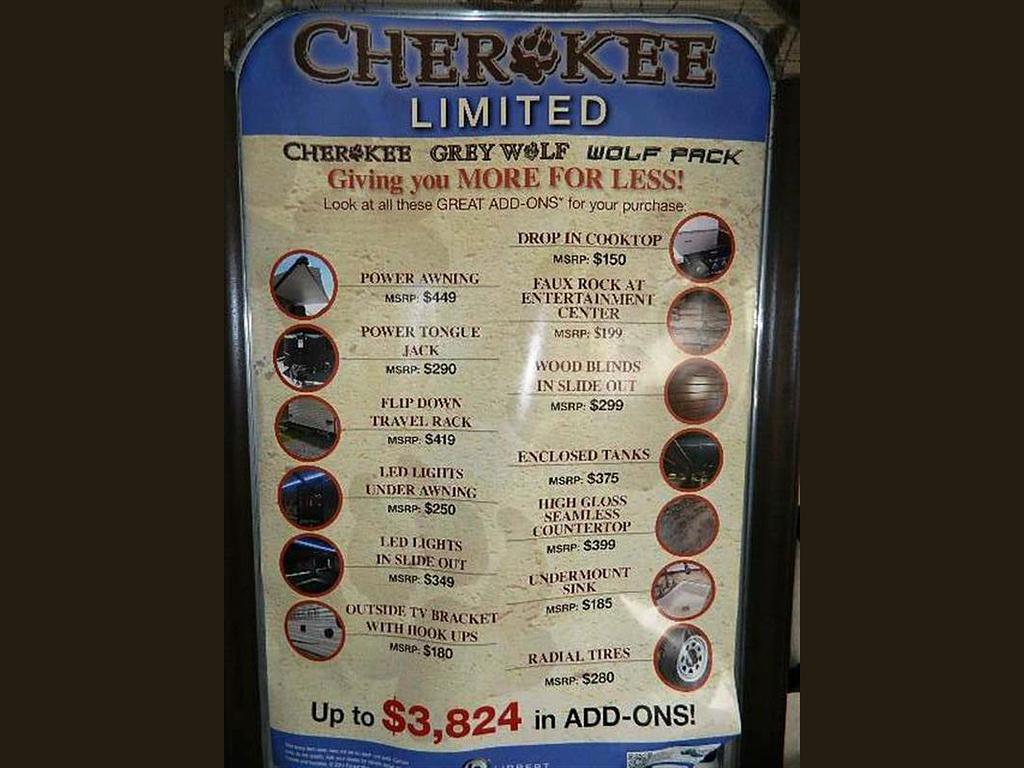 CHEROKEE
LIMITED
CHEROKEE GREY WOLF WOLF PACK
Giving you MORE FOR LESS!
Look at all these GREAT ADD-ONS* for your purchase:
POWER AWNING
MSRP: $449
POWER TONGUE
JACK
MSRP: $290
FLIP DOWN
TRAVEL RACK
MSRP: $419
LED LIGHTS
UNDER AWNING
MSRP: $250
LED LIGHTS
IN SLIDE OUT
MSRP: $349
OUTSIDE TV BRACKET
WITH HOOK UPS
MSRP: $180
DROP IN COOKTOP
MSRP: $150
FAUX ROCK AT
ENTERTAINMENT
CENTER
MSRP: $199
WOOD BLINDS
IN SLIDE OUT
MSRP: $299
ENCLOSED TANKS
MSRP: $375
HIGH GLOSS
SEAMLESS
COUNTERTOP
MSRP: $399
UNDERMOUNT
SINK
MSRP: $185
RADIAL TIRES
MSRP: $280
Up to $3,824 in ADD-ONS!
LIPPERT